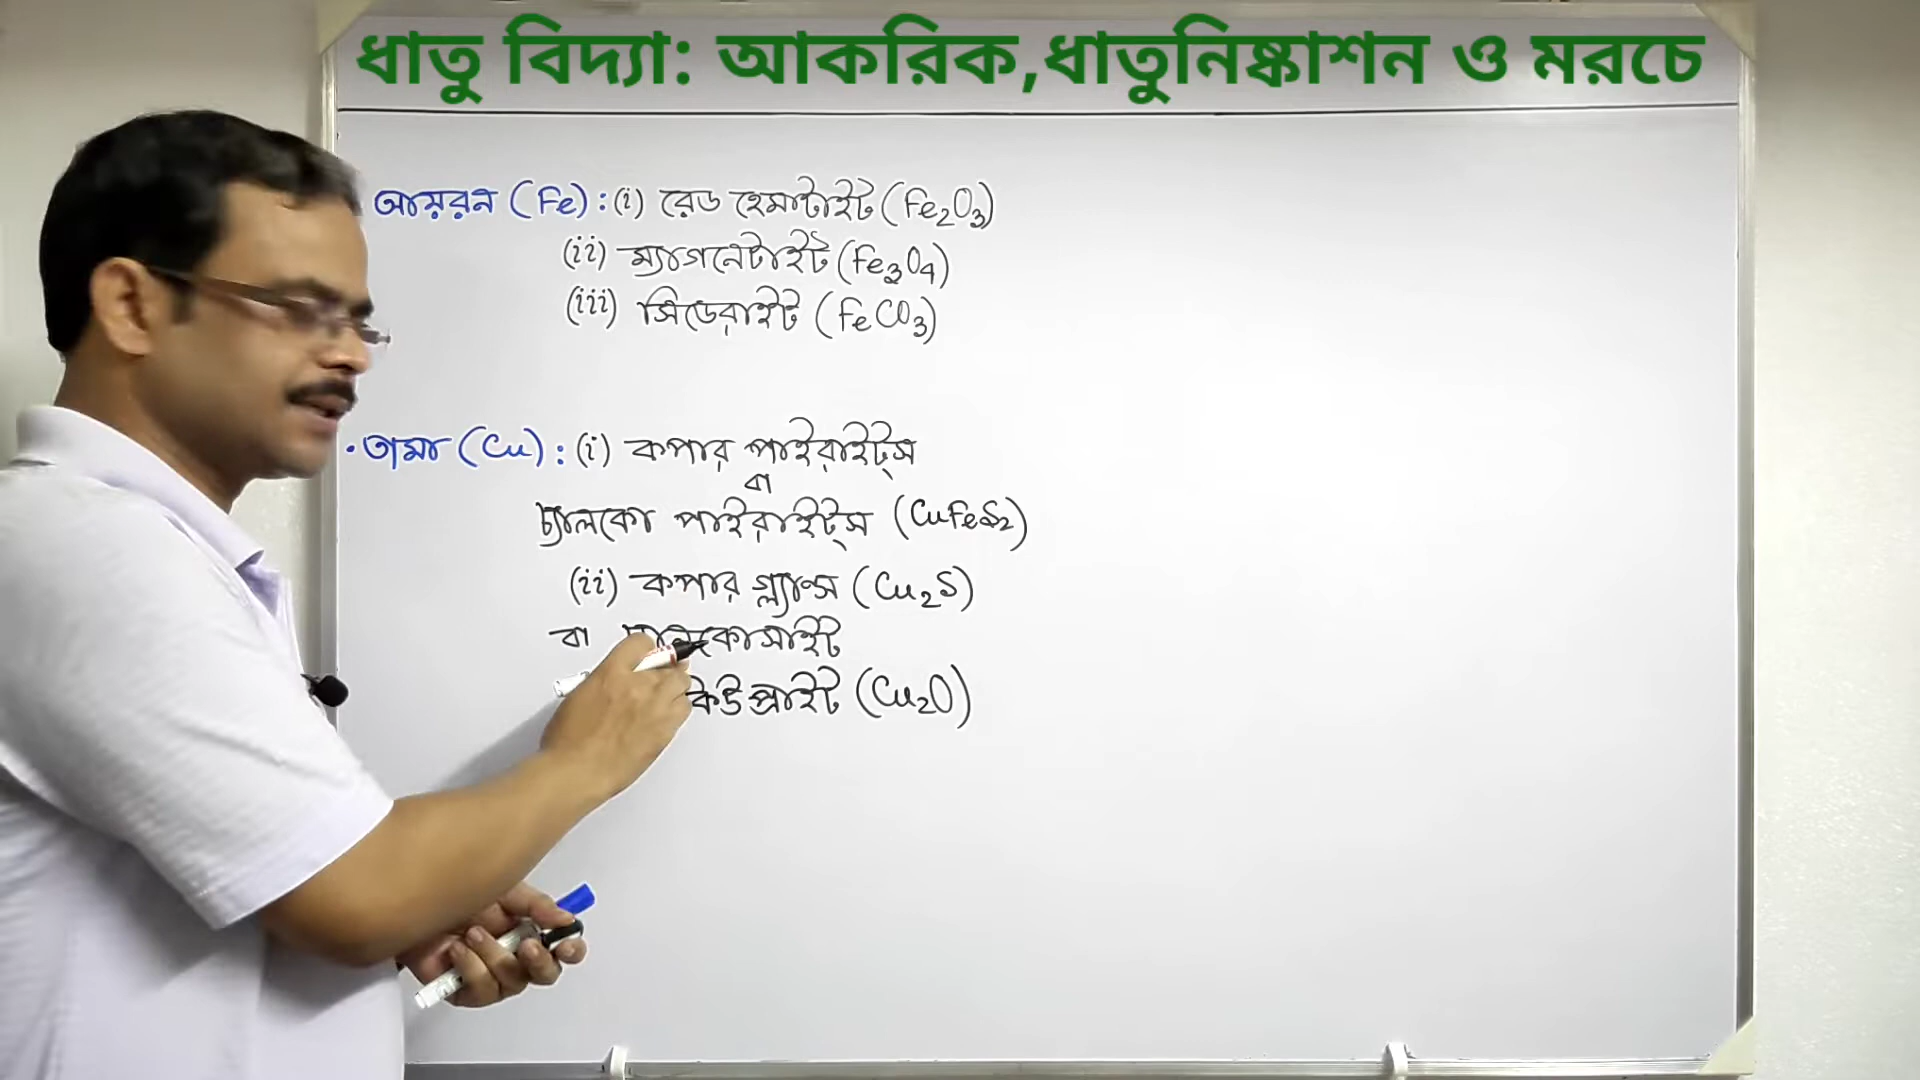 ধাতু বিদ্যা: আকরিক,ধাতুনিষ্কাশন ও মরচে
আয়রন (Fe) : (i) রেড হেমাটাইট (Fe₂O₃)
(ii) ম্যাগনেটাইট (Fe₃O₄)
(iii) সিডেরাইট (FeCO₃)
• তামা (Cu) : (i) কপার পাইরাইট্স
বা
চ্যালকো পাইরাইট্স (CuFeS₂)
(ii) কপার গ্ল্যান্স (Cu₂S)
বা
কিউপ্রাইট (Cu₂O)